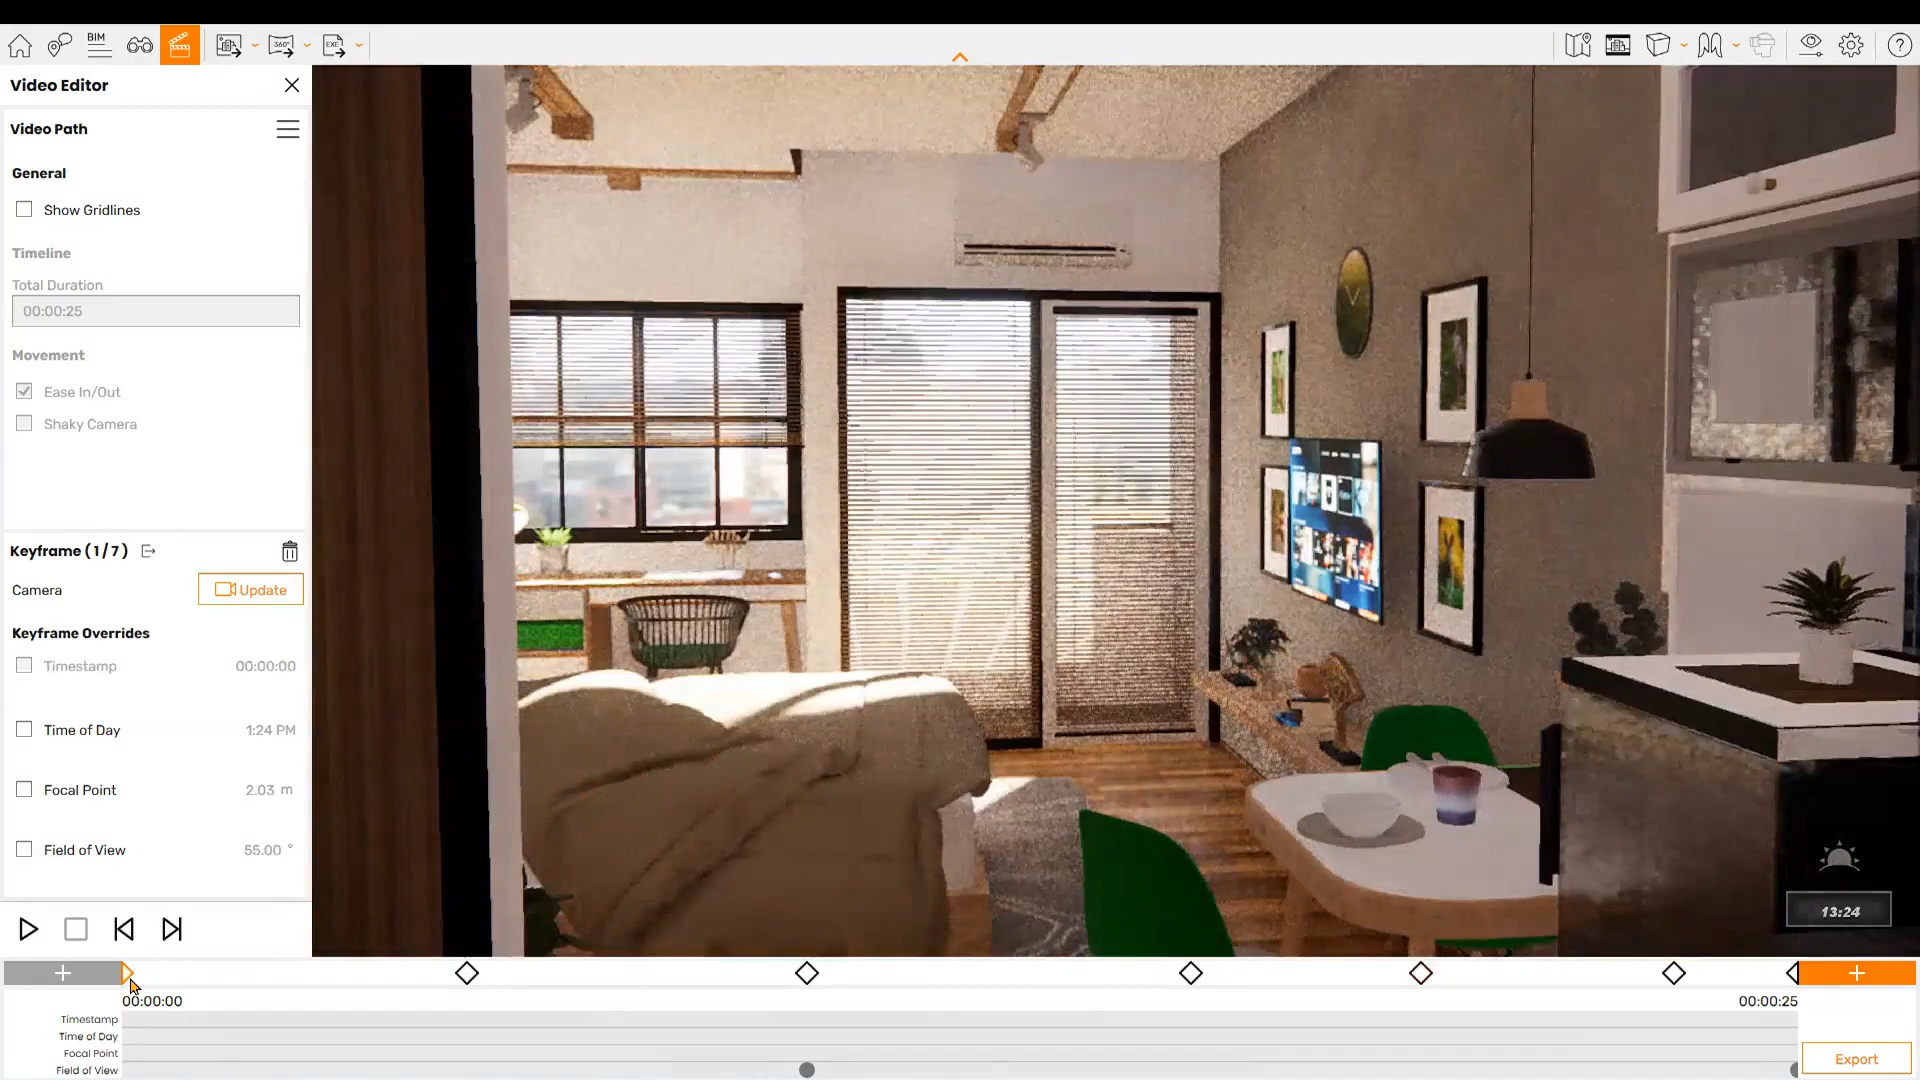 BIM
360°
EXE
Video Editor
Video Path
General
Show Gridlines
Timeline
Total Duration
00:00:25
Movement
Ease In/Out
Shaky Camera
Keyframe (1/7)
Camera
Update
Keyframe Overrides
Timestamp 00:00:00
Time of Day 1:24 PM
Focal Point 2.03 m
Field of View 55.00 °
13:24
00:00:00
00:00:25
Timestamp
Time of Day
Focal Point
Field of View
Export